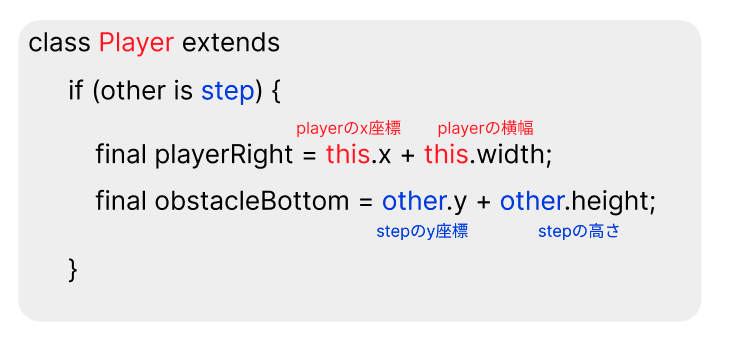 class Player extends
if (other is step) {
playerのx座標 playerの横幅
final playerRight = this.x + this.width;
final obstacleBottom = other.y + other.height;
stepのy座標 stepの高さ
}